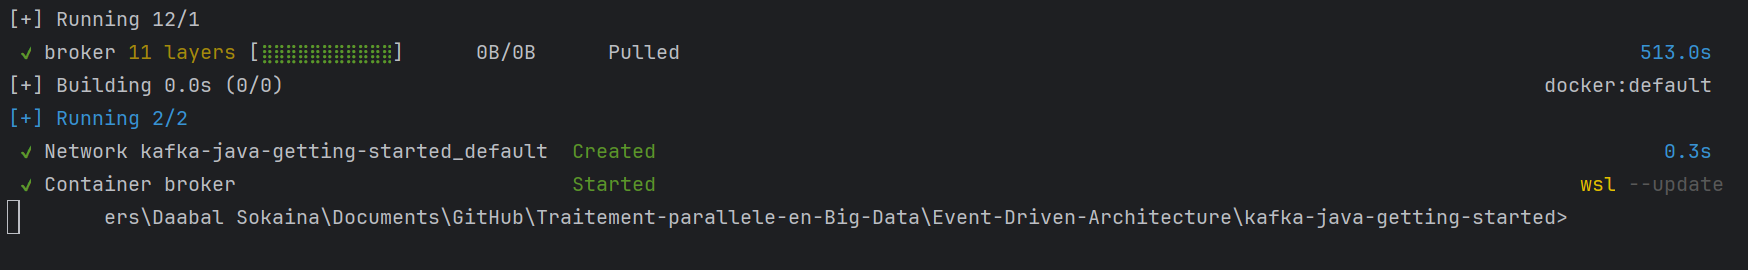 [+] Running 12/1
✓ broker 11 layers [⣿⣿⣿⣿⣿⣿⣿⣿⣿⣿⣿] 0B/0B Pulled 513.0s
[+] Building 0.0s (0/0) docker:default
[+] Running 2/2
✓ Network kafka-java-getting-started_default Created 0.3s
✓ Container broker Started wsl --update
ers\Daabal Sokaina\Documents\GitHub\Traitement-parallele-en-Big-Data\Event-Driven-Architecture\kafka-java-getting-started>